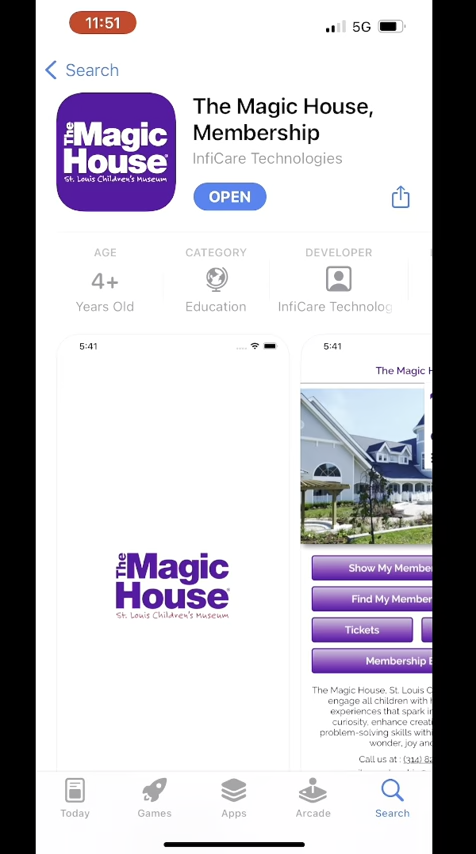 11:51
5G
Search
The Magic House
St. Louis Children's Museum
The Magic House,
Membership
InfiCare Technologies
OPEN
AGE
4+
Years Old
CATEGORY
Education
DEVELOPER
InfiCare Technolog
5:41
The Magic House
St. Louis Children's Museum
5:41
The Magic H
Show My Member
Find My Member
Tickets
Membership B
The Magic House, St. Louis C
engage all children with h
experiences that spark i
curiosity, enhance creati
problem-solving skills with
wonder, joy and
Call us at : (314) 82
Today
Games
Apps
Arcade
Search